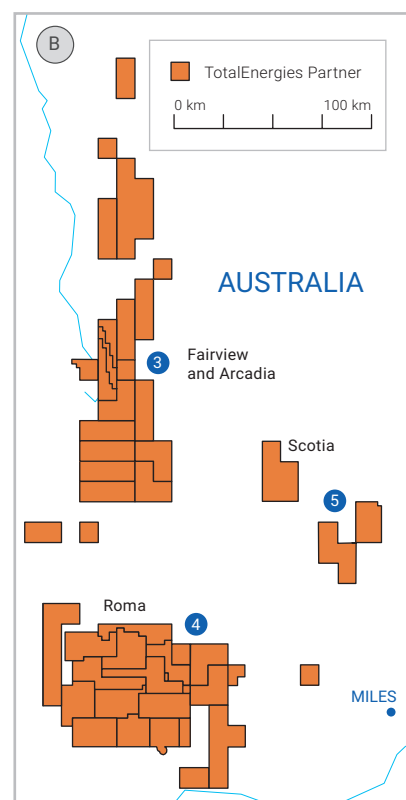 B
TotalEnergies Partner
0 km 100 km
AUSTRALIA
3 Fairview
and Arcadia
Scotia
5
Roma
4
MILES